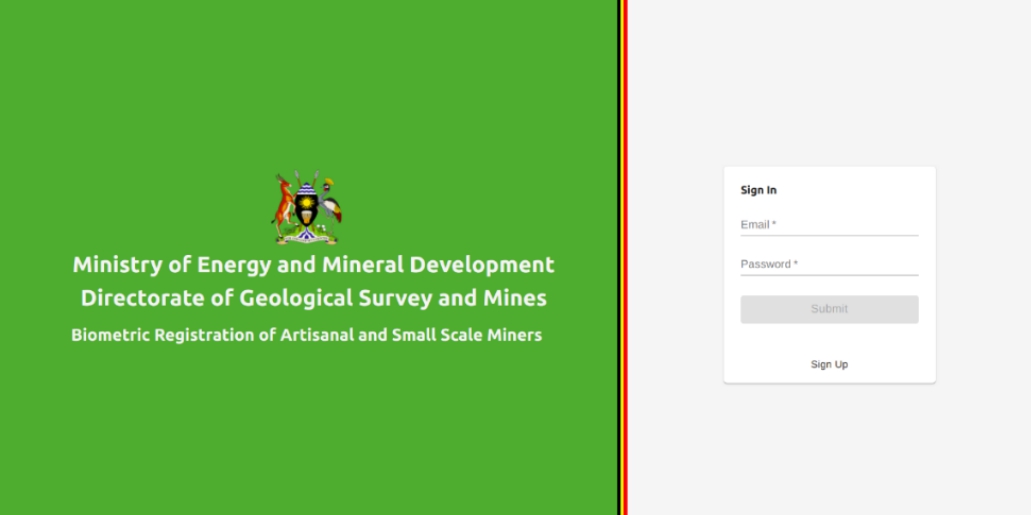 Ministry of Energy and Mineral Development
Directorate of Geological Survey and Mines
Biometric Registration of Artisanal and Small Scale Miners
Sign In
Email *
Password *
Submit
Sign Up